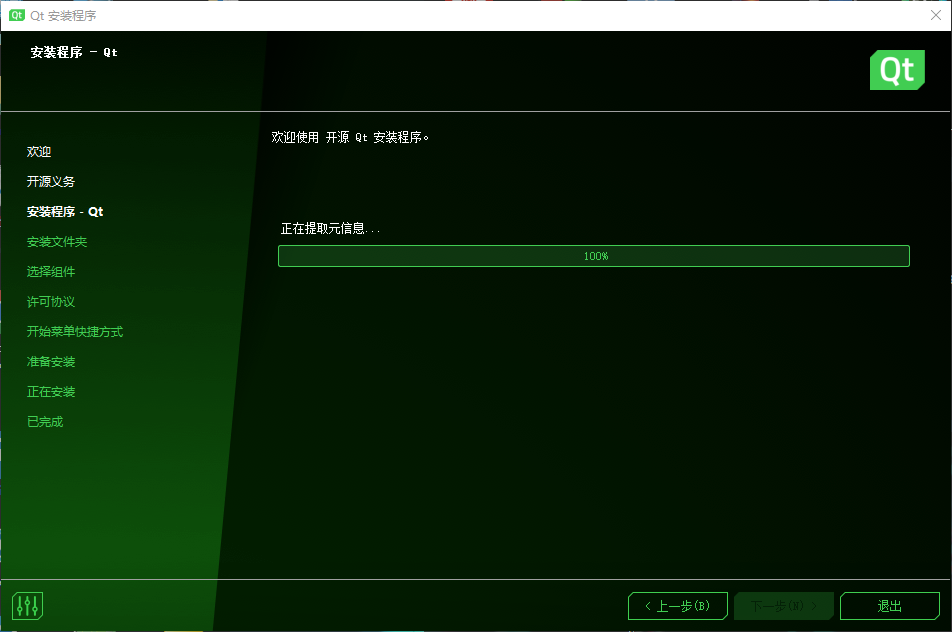 Qt Qt 安装程序
安装程序 - Qt
Qt
欢迎使用 开源 Qt 安装程序。
欢迎
开源义务
安装程序 - Qt
安装文件夹
选择组件
许可协议
开始菜单快捷方式
准备安装
正在安装
已完成
正在提取元信息...
100%
< 上一步(B)
下一步(N) >
退出